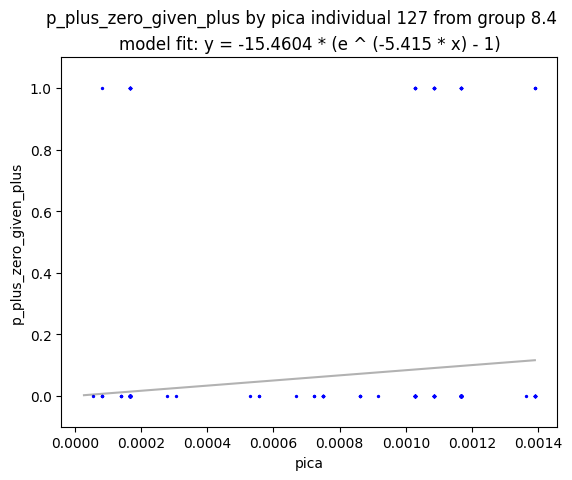 p_plus_zero_given_plus by pica individual 127 from group 8.4
model fit: y = -15.4604 * (e ^ (-5.415 * x) - 1)
p_plus_zero_given_plus
1.0
0.8
0.6
0.4
0.2
0.0
0.0000 0.0002 0.0004 0.0006 0.0008 0.0010 0.0012 0.0014
pica